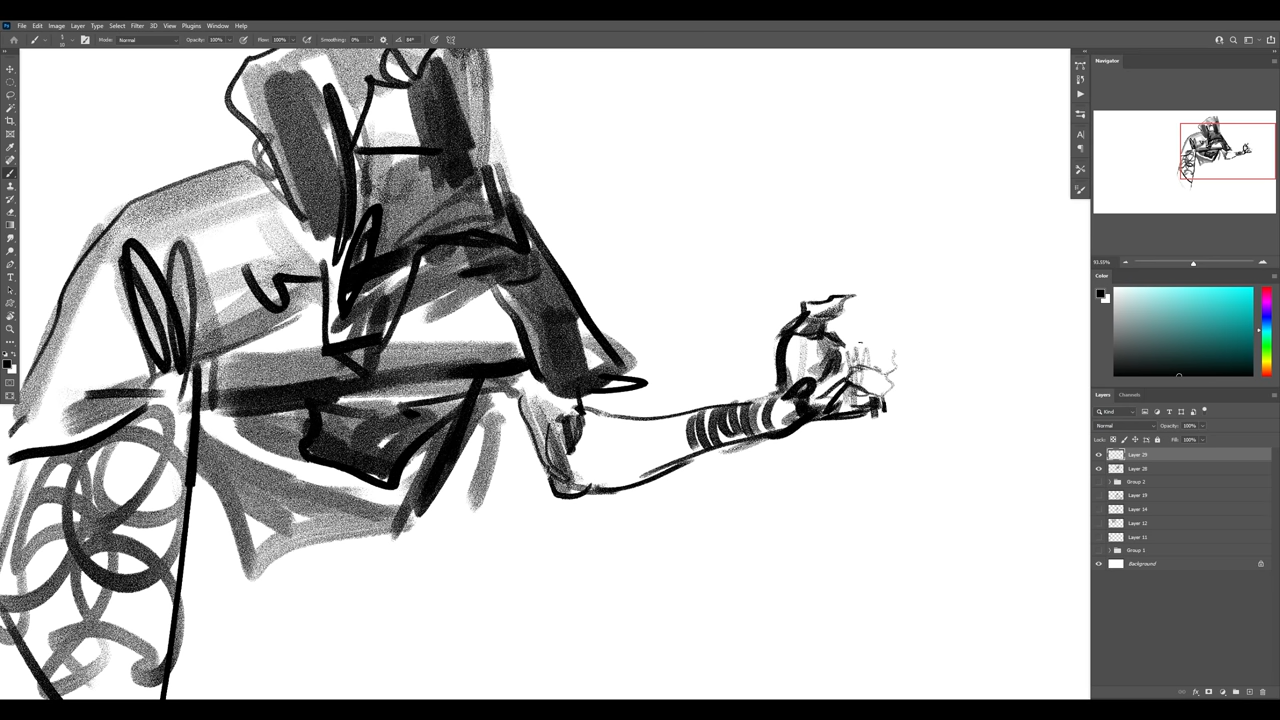 File Edit Image Layer Type Select Filter 3D View Plugins Window Help
Mode: Normal Opacity: 100% Flow: 100% Smoothing: 0% 84°
Navigator
Color
Layers Channels
Kind
Normal Opacity: 100%
Lock: Fill: 100%
Layer 29
Layer 28
Group 2
Layer 19
Layer 14
Layer 12
Layer 11
Group 1
Background